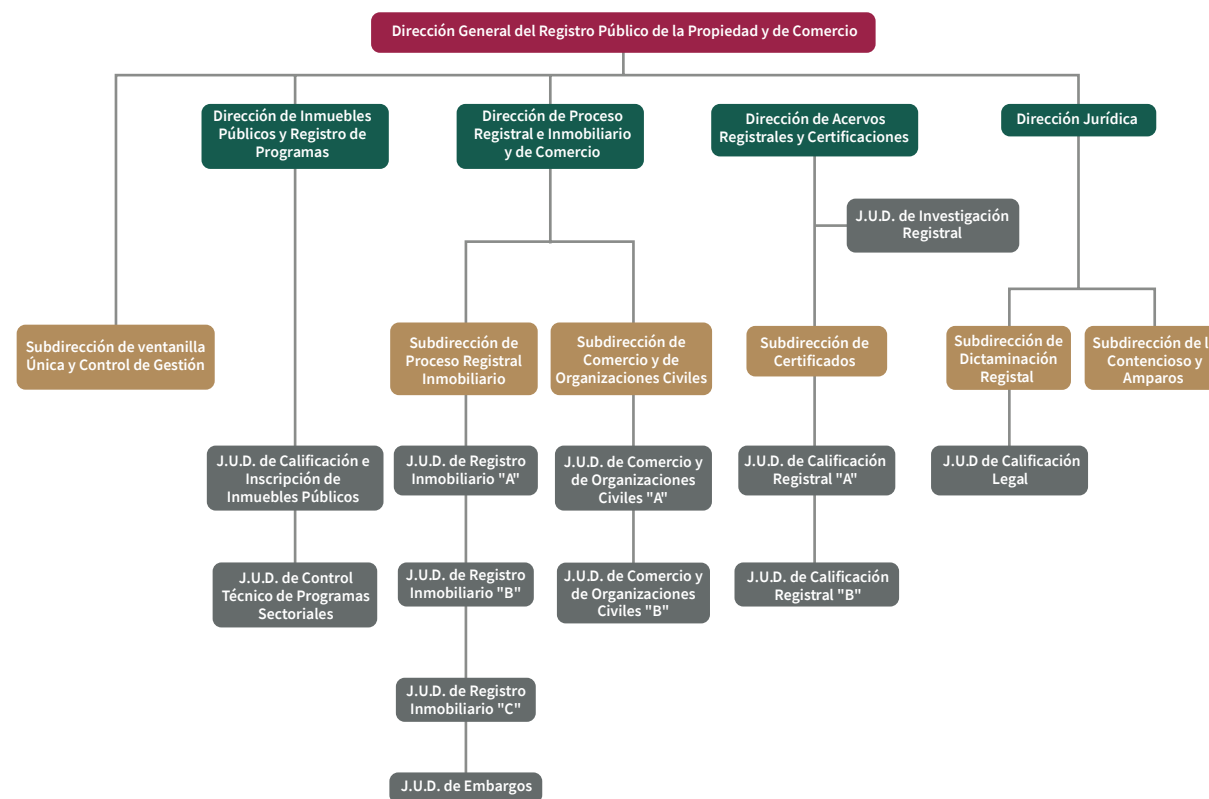 Dirección General del Registro Público de la Propiedad y de Comercio
Dirección de Inmuebles
Públicos y Registro de
Programas
Dirección de Proceso
Registral e Inmobiliario
y de Comercio
Dirección de Acervos
Registrales y Certificaciones
Dirección Jurídica
J.U.D. de Investigación
Registral
Subdirección de ventanilla
Única y Control de Gestión
Subdirección de
Proceso Registral
Inmobiliario
Subdirección de
Comercio y de
Organizaciones Civiles
Subdirección de
Certificados
Subdirección de
Dictaminación
Registal
Subdirección de l
Contencioso y
Amparos
J.U.D. de Calificación e
Inscripción de
Inmuebles Públicos
J.U.D. de Registro
Inmobiliario "A"
J.U.D. de Comercio y
de Organizaciones
Civiles "A"
J.U.D. de Calificación
Registral "A"
J.U.D de Calificación
Legal
J.U.D. de Control
Técnico de Programas
Sectoriales
J.U.D. de Registro
Inmobiliario "B"
J.U.D. de Comercio y
de Organizaciones
Civiles "B"
J.U.D. de Calificación
Registral "B"
J.U.D. de Registro
Inmobiliario "C"
J.U.D. de Embargos